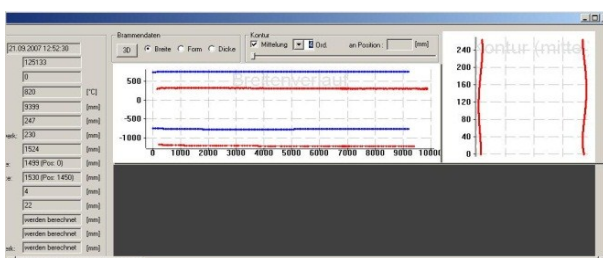 Brammendaten
Kontur
21.09.2007 12:52:30
3D Breite Form Dicke
Mittelung Ord. an Position : [mm]
125133
0
820 [°C]
9399 [mm]
247 [mm]
230 [mm]
1524 [mm]
1499 (Pos: 0) [mm]
1530 (Pos: 1450) [mm]
4 [mm]
22 [mm]
werden berechnet [mm]
werden berechnet [mm]
werden berechnet [mm]
Breitenverlauf
500
0
-500
-1000
0 1000 2000 3000 4000 5000 6000 7000 8000 9000 10000
Kontur (mittel
240
200
160
120
80
40
0